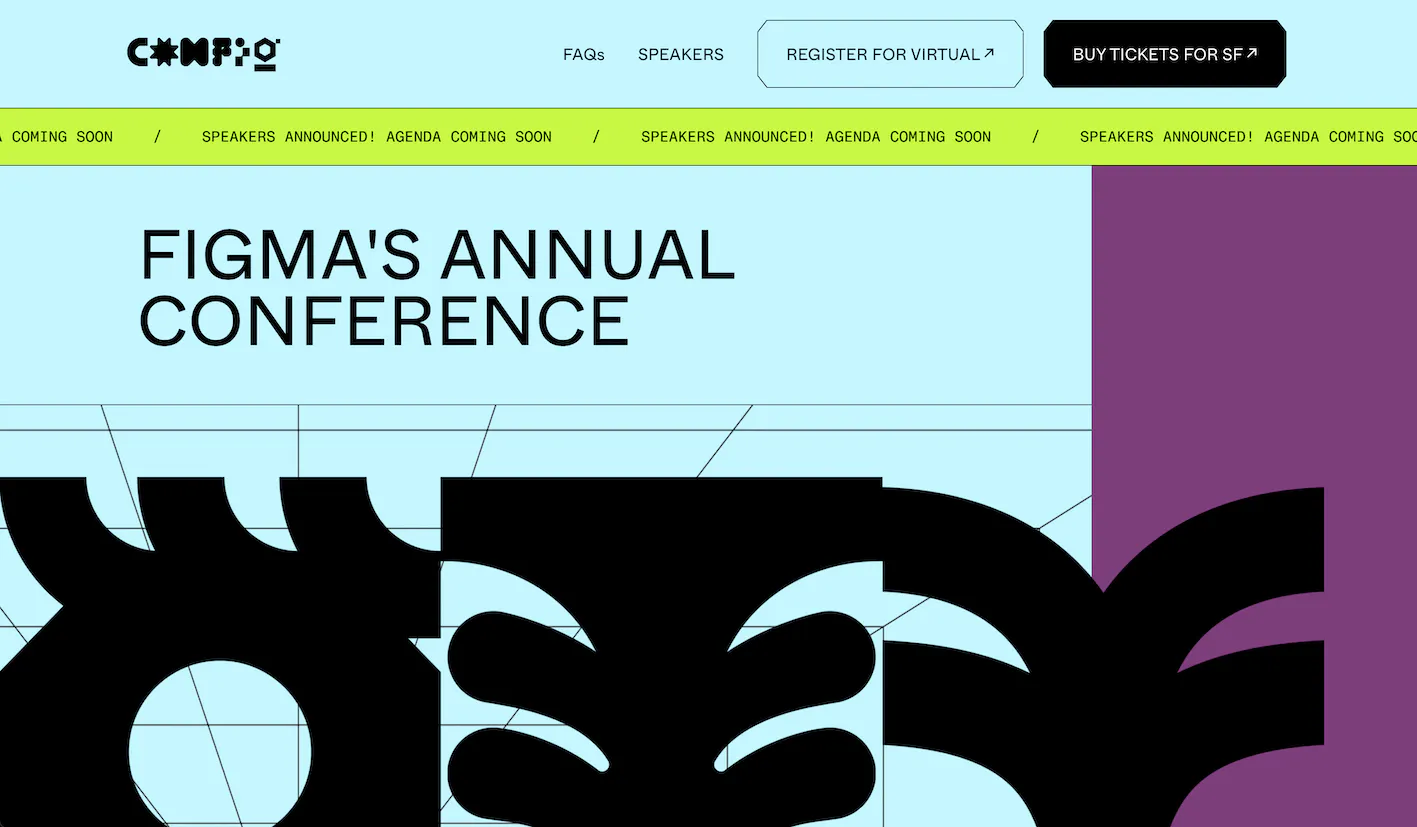 CONFIG
FAQs
SPEAKERS
REGISTER FOR VIRTUAL↗
BUY TICKETS FOR SF↗
COMING SOON / SPEAKERS ANNOUNCED! AGENDA COMING SOON / SPEAKERS ANNOUNCED! AGENDA COMING SOON / SPEAKERS ANNOUNCED! AGENDA COMING
FIGMA'S ANNUAL
CONFERENCE